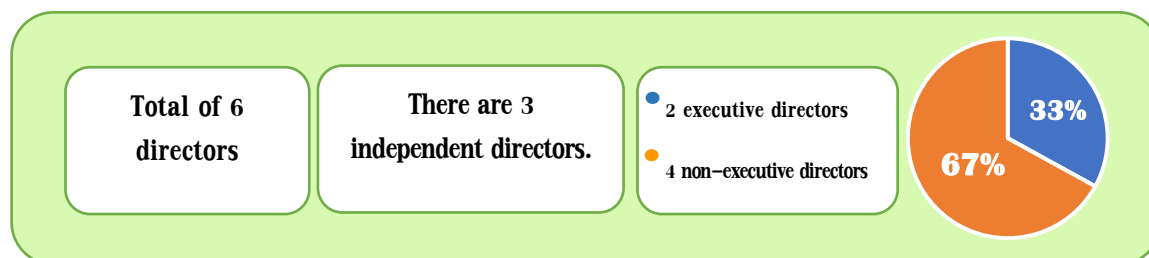 Total of 6
directors
There are 3
independent directors.
2 executive directors
4 non-executive directors
33%
67%